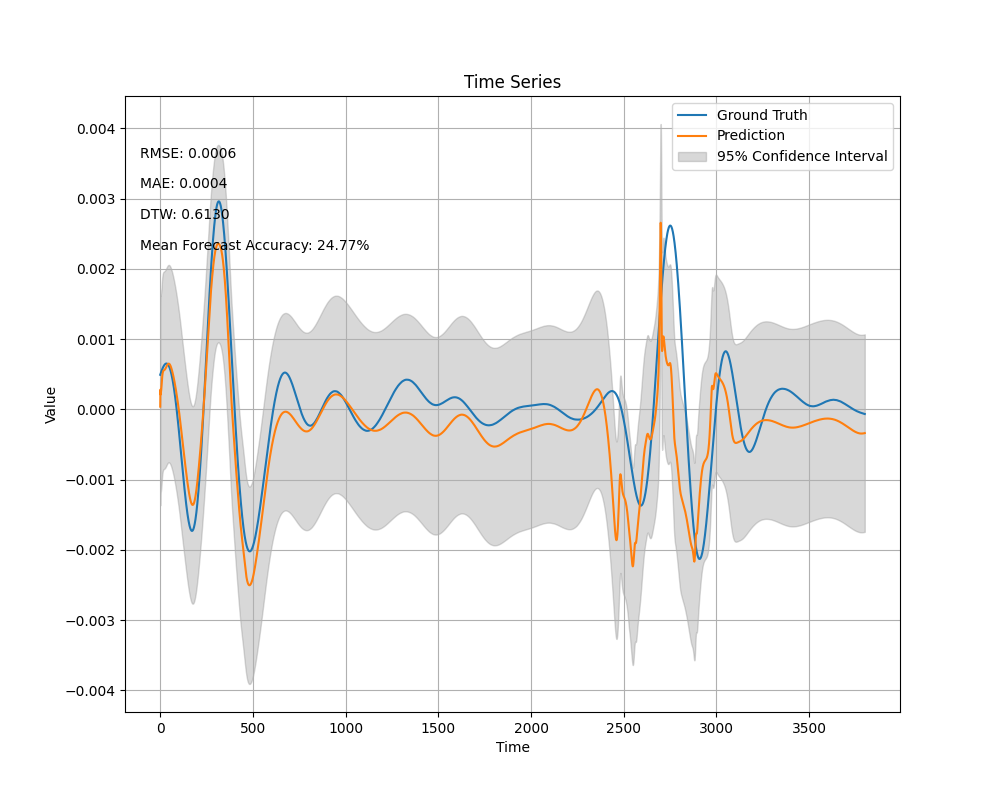 Time Series
Ground Truth
Prediction
95% Confidence Interval
RMSE: 0.0006
MAE: 0.0004
DTW: 0.6130
Mean Forecast Accuracy: 24.77%
Value
0.004
0.003
0.002
0.001
0.000
−0.001
−0.002
−0.003
−0.004
0 500 1000 1500 2000 2500 3000 3500
Time